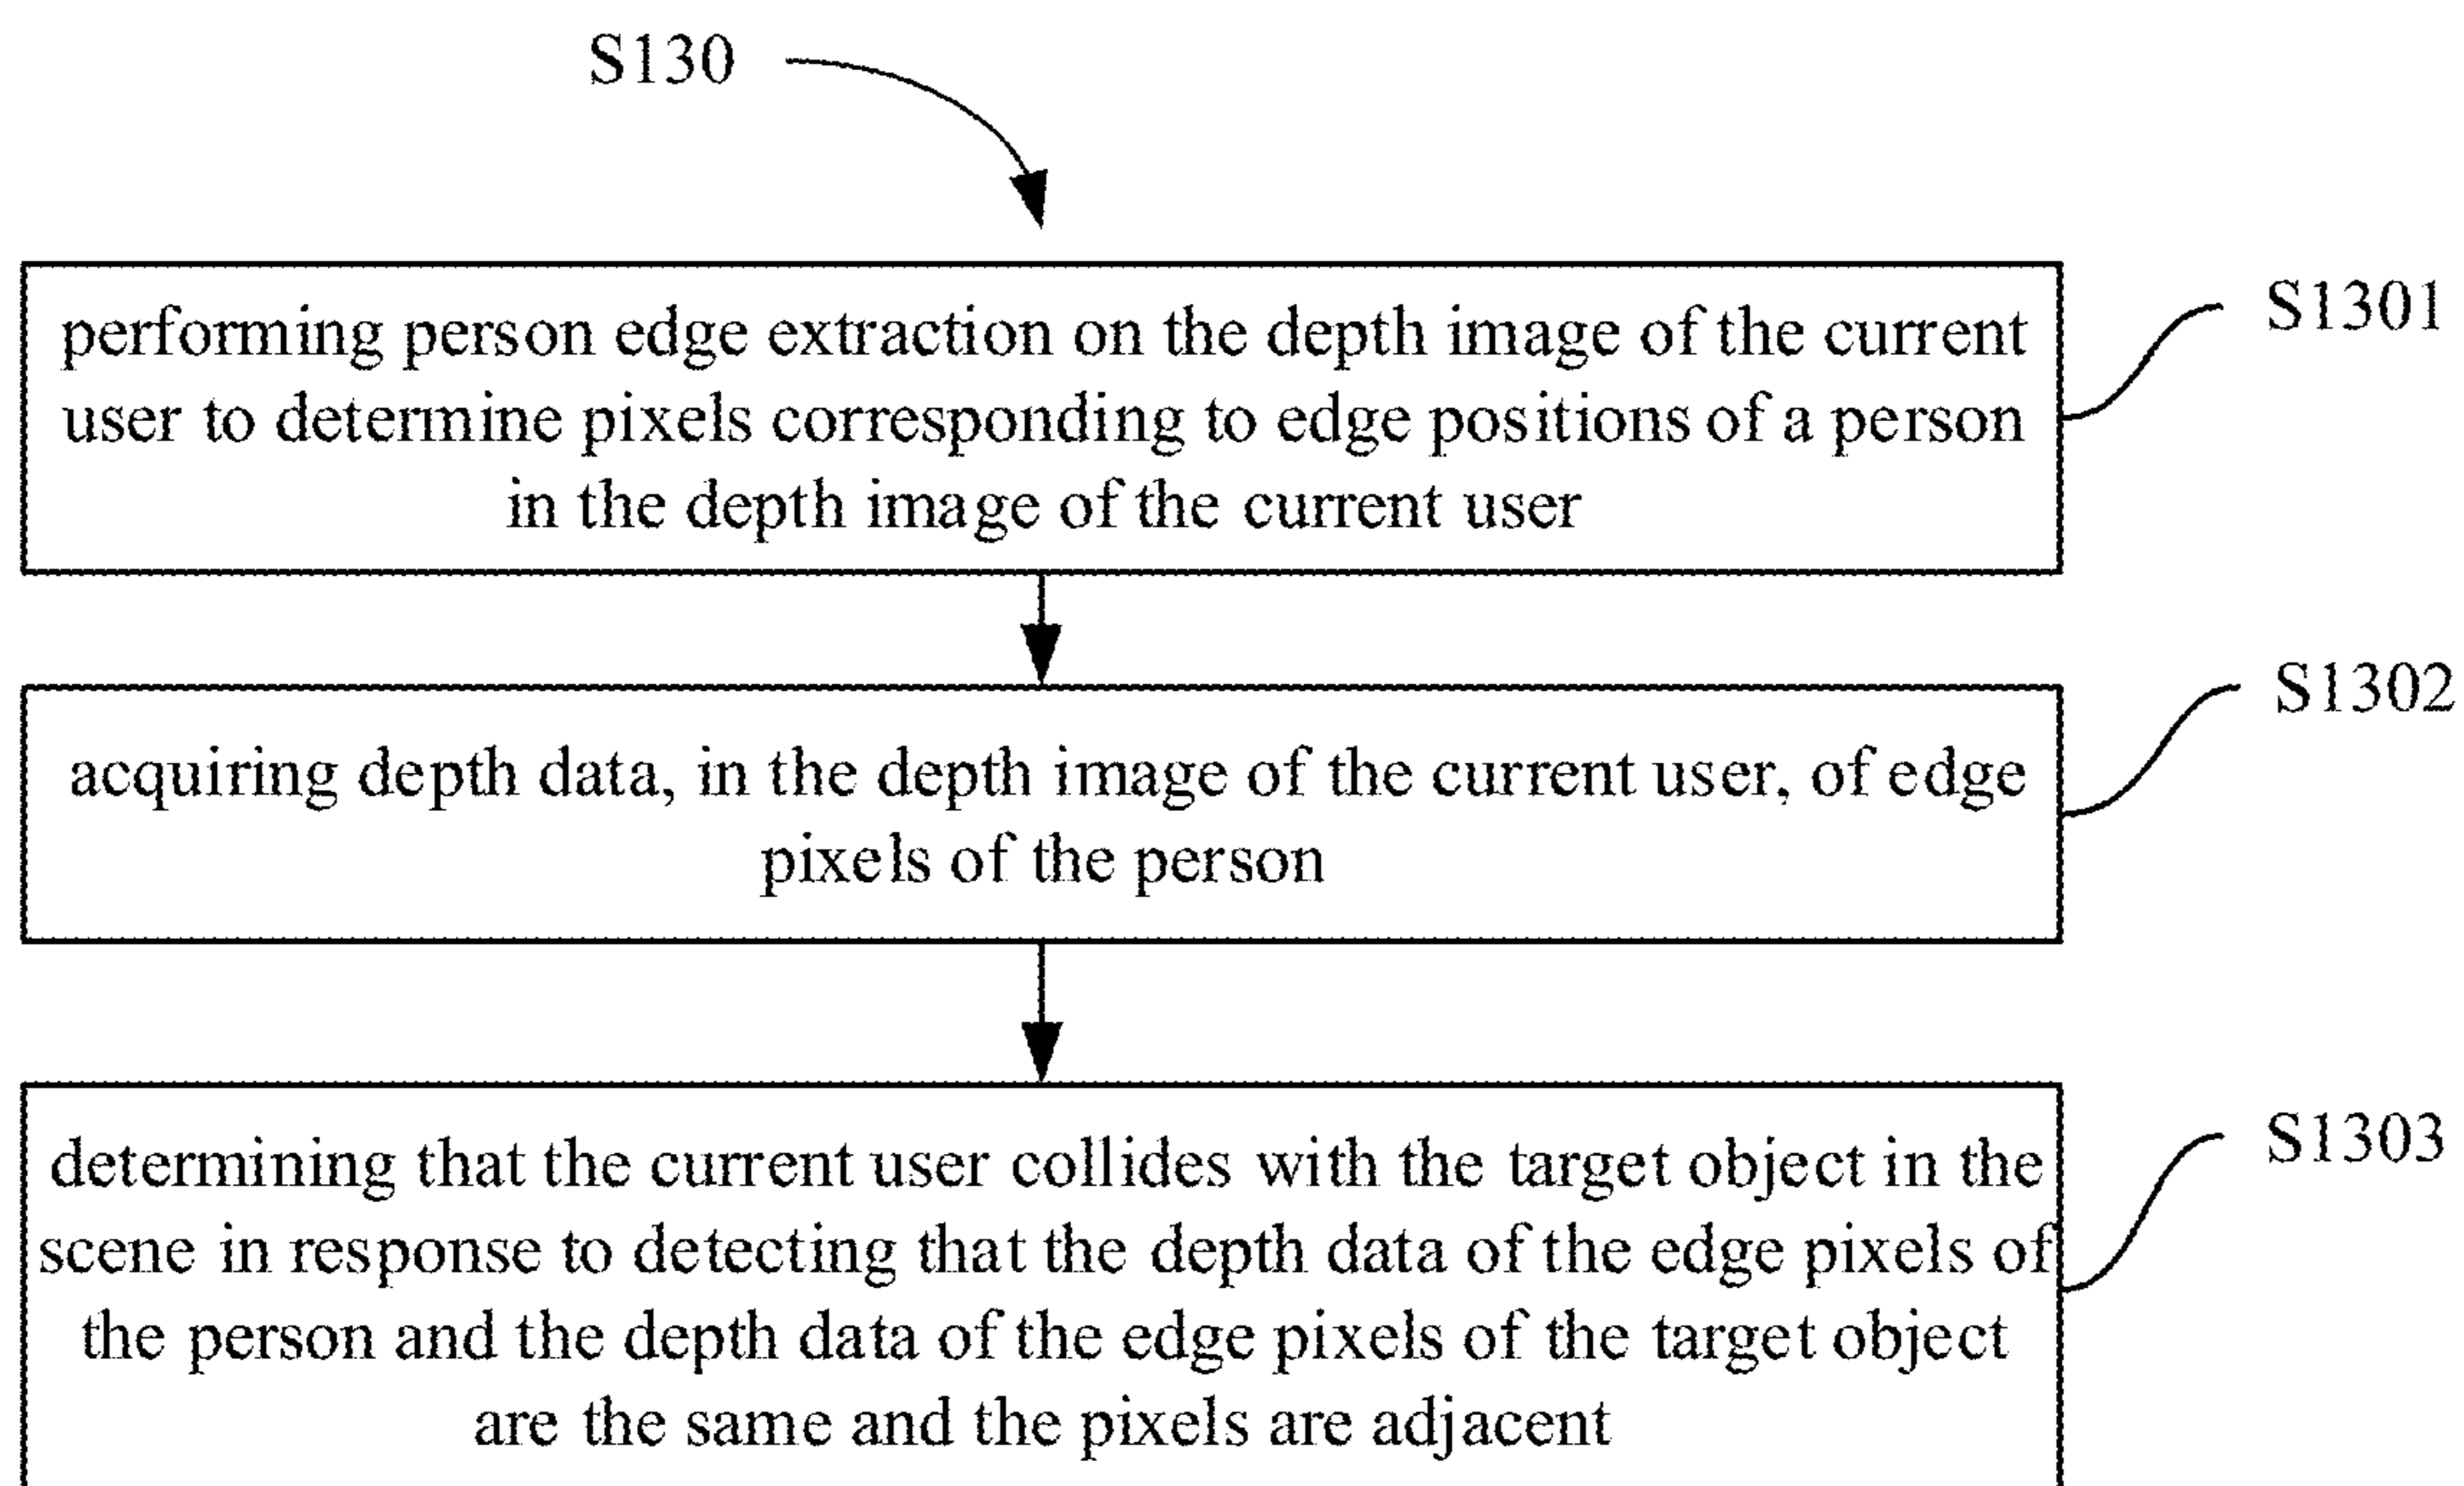 S130
performing person edge extraction on the depth image of the current
S1301
user to determine pixels corresponding to edge positions of a person
in the depth image of the current user
S1302
acquiring depth data, in the depth image of the current user, of edge
pixels of the person
determining that the current user collides with the target object in the
S1303
scene in response to detecting that the depth data of the edge pixels of
the person and the depth data of the edge pixels of the target object
are the same and the pixels are adjacent